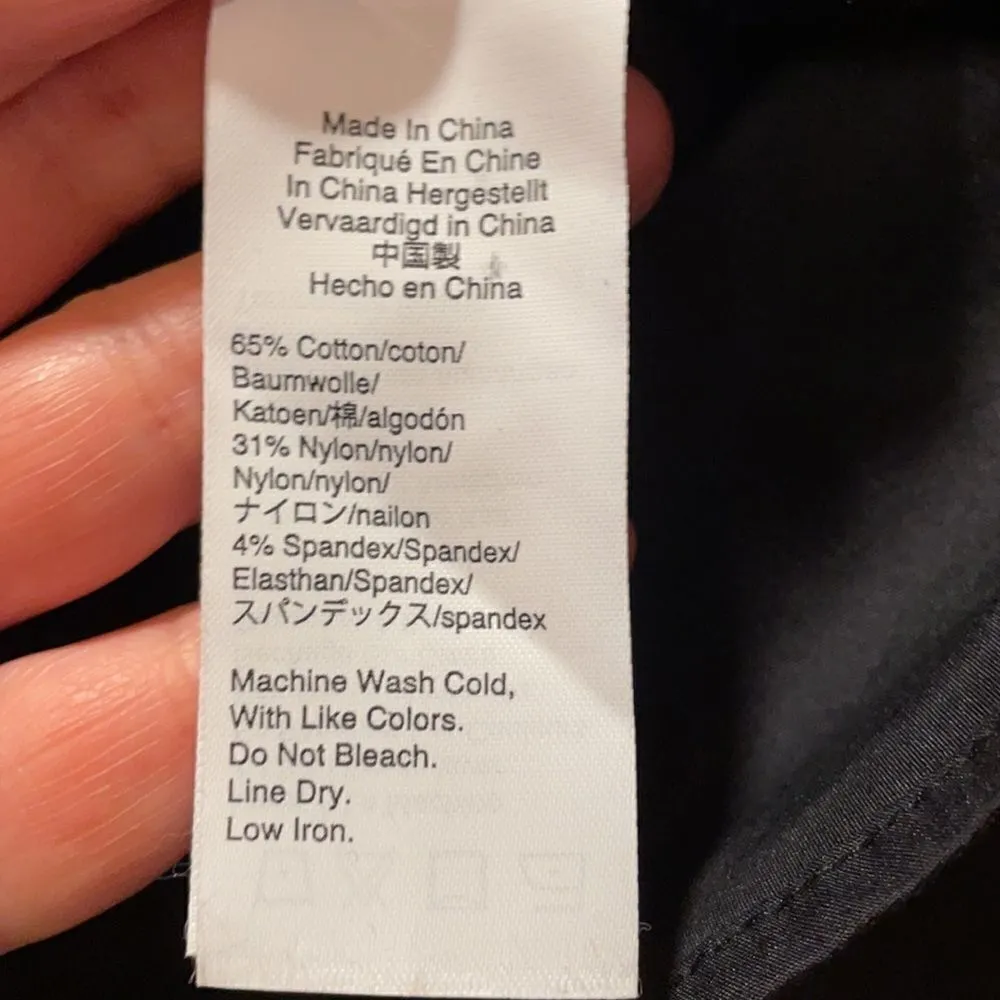 Made In China
Fabriqué En Chine
In China Hergestellt
Vervaardigd in China
中国製
Hecho en China
65% Cotton/coton/
Baumwolle/
Katoen/棉/algodón
31% Nylon/nylon/
Nylon/nylon/
ナイロン/nailon
4% Spandex/Spandex/
Elasthan/Spandex/
スパンデックス/spandex
Machine Wash Cold,
With Like Colors.
Do Not Bleach.
Line Dry.
Low Iron.